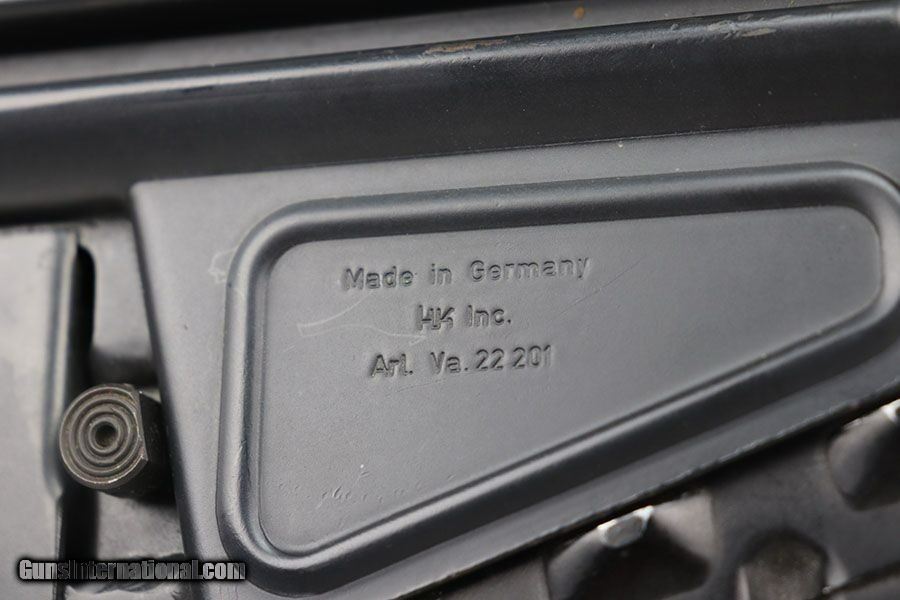 Made in Germany
HK Inc.
Arl. Va. 22 201
GunsInternational.com